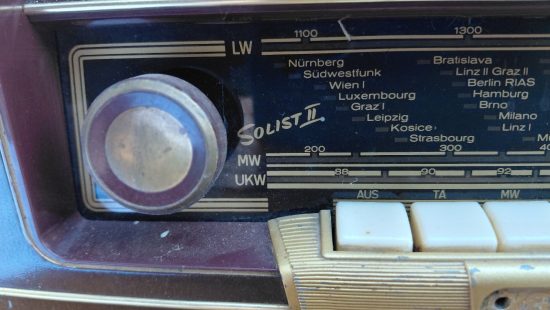 LW 1100 1300
Nürnberg Bratislava
Südwestfunk Linz II Graz II
Wien I Berlin RIAS
Luxembourg Hamburg
Graz I Brno
Leipzig Milano
Kosice Linz I
Strasbourg
SOLIST II
MW 200 300 400
UKW 88 90 92
AUS TA MW